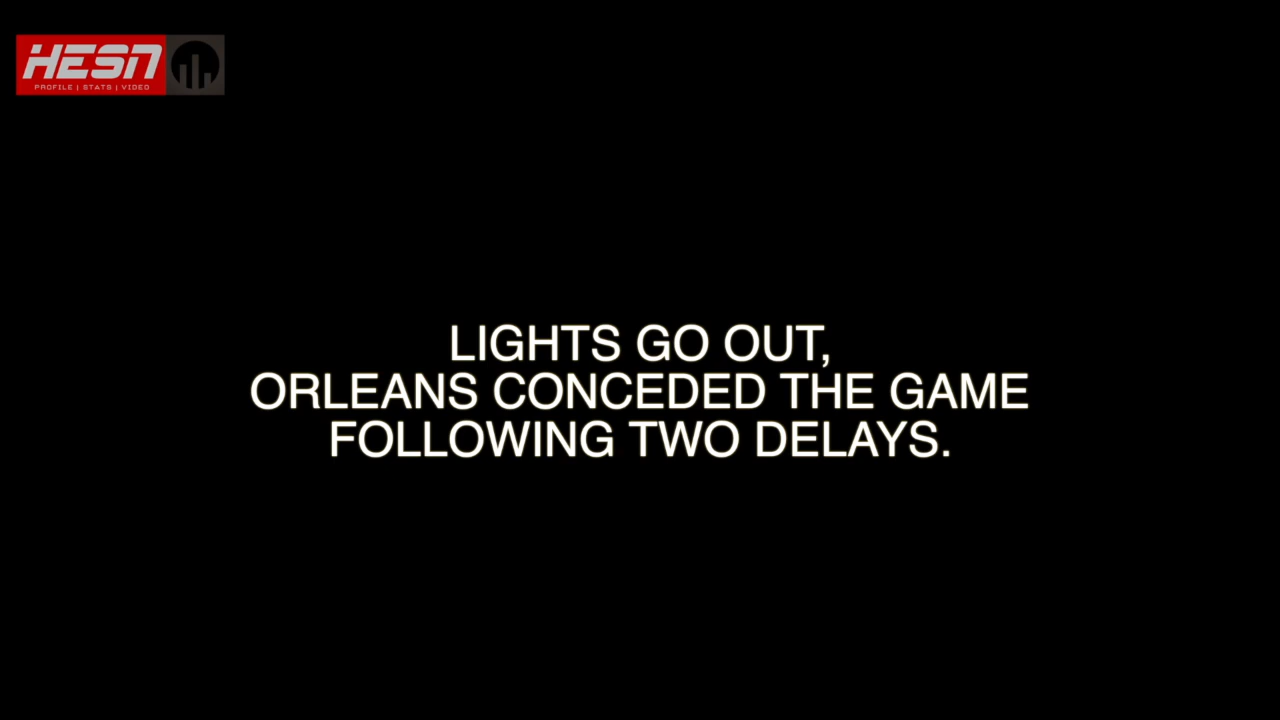 HESN
PROFILE | STATS | VIDEO
LIGHTS GO OUT,
ORLEANS CONCEDED THE GAME
FOLLOWING TWO DELAYS.